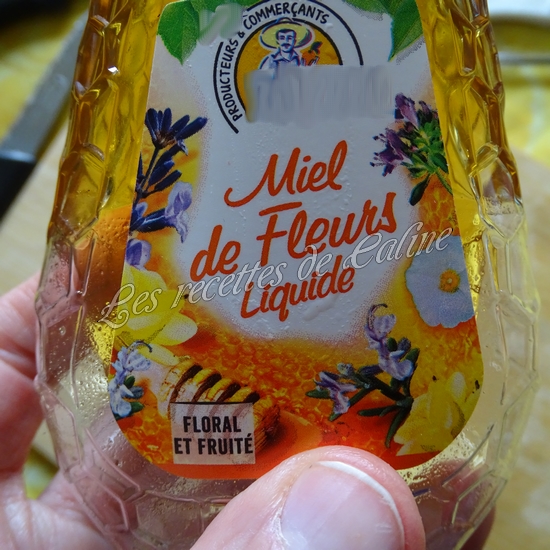 PRODUCTEURS & COMMERÇANTS
Miel
de Fleurs
Liquide
Les recettes de Caline
FLORAL
ET FRUITÉ